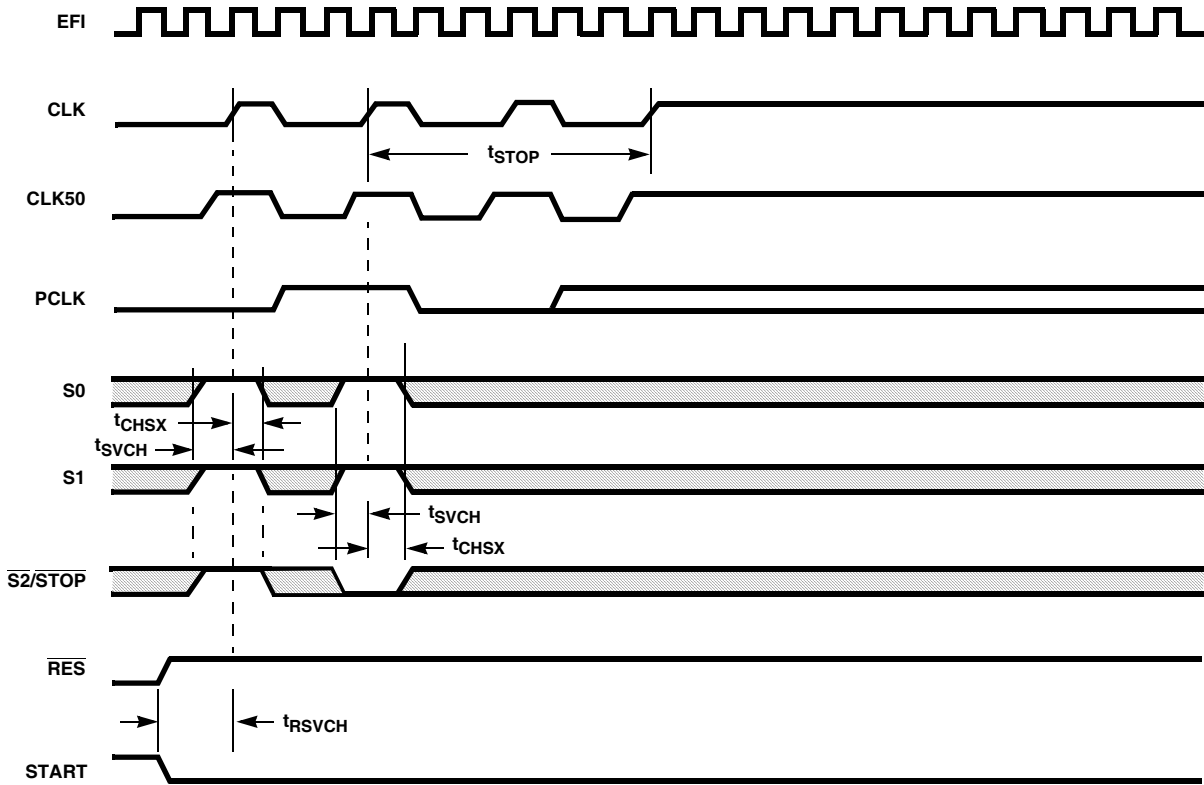 EFI
CLK
tSTOP
CLK50
PCLK
S0
tCHSX
tSVCH
S1
tSVCH
tCHSX
S2/STOP
RES
tRSVCH
START